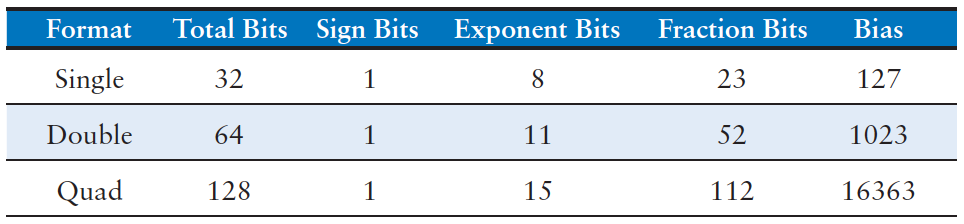 Format Total Bits Sign Bits Exponent Bits Fraction Bits Bias
Single 32 1 8 23 127
Double 64 1 11 52 1023
Quad 128 1 15 112 16363